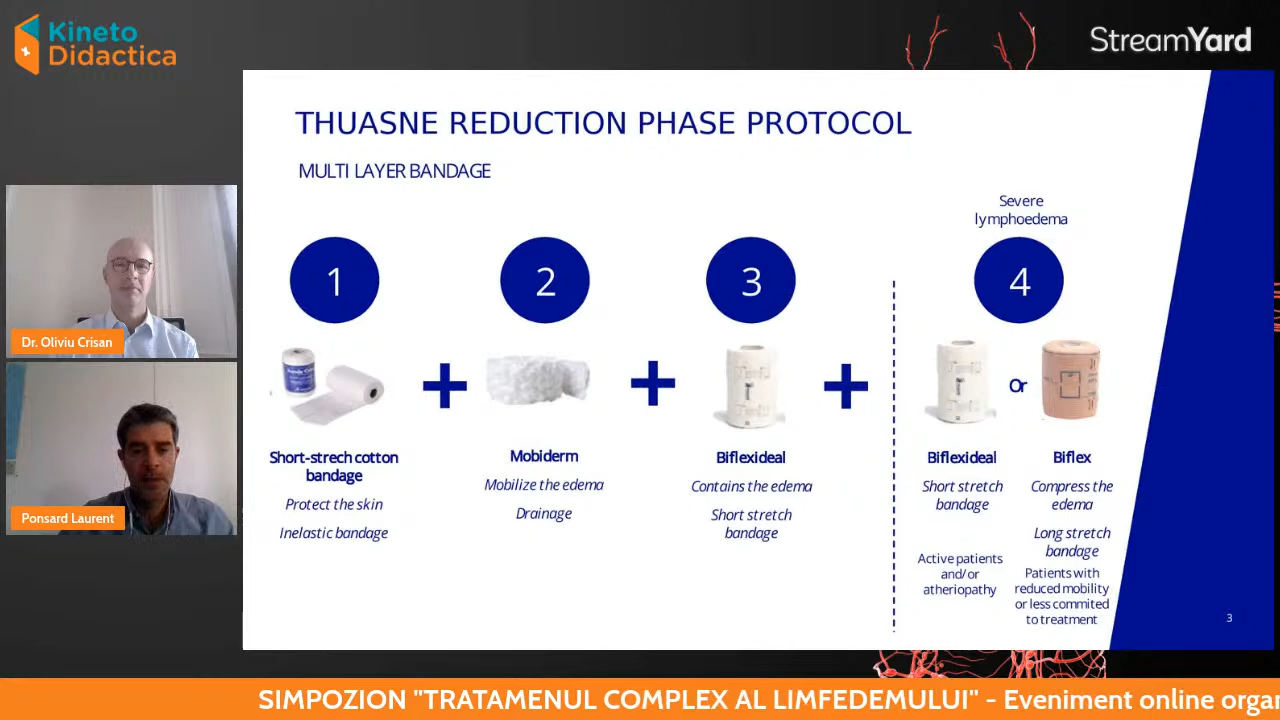 Kineto
Didactica
StreamYard
THUASNE REDUCTION PHASE PROTOCOL
MULTI LAYER BANDAGE
Severe
lymphoedema
1
2
3
4
Or
Short-strech cotton
bandage
Protect the skin
Inelastic bandage
Mobiderm
Mobilize the edema
Drainage
Biflexideal
Contains the edema
Short stretch
bandage
Biflexideal
Short stretch
bandage
Active patients
and/or
atheriopathy
Biflex
Compress the
edema
Long stretch
bandage
Patients with
reduced mobility
or less commited
to treatment
3
Dr. Oliviu Crisan
Ponsard Laurent
SIMPOZION "TRATAMENUL COMPLEX AL LIMFEDEMULUI" - Eveniment online orga